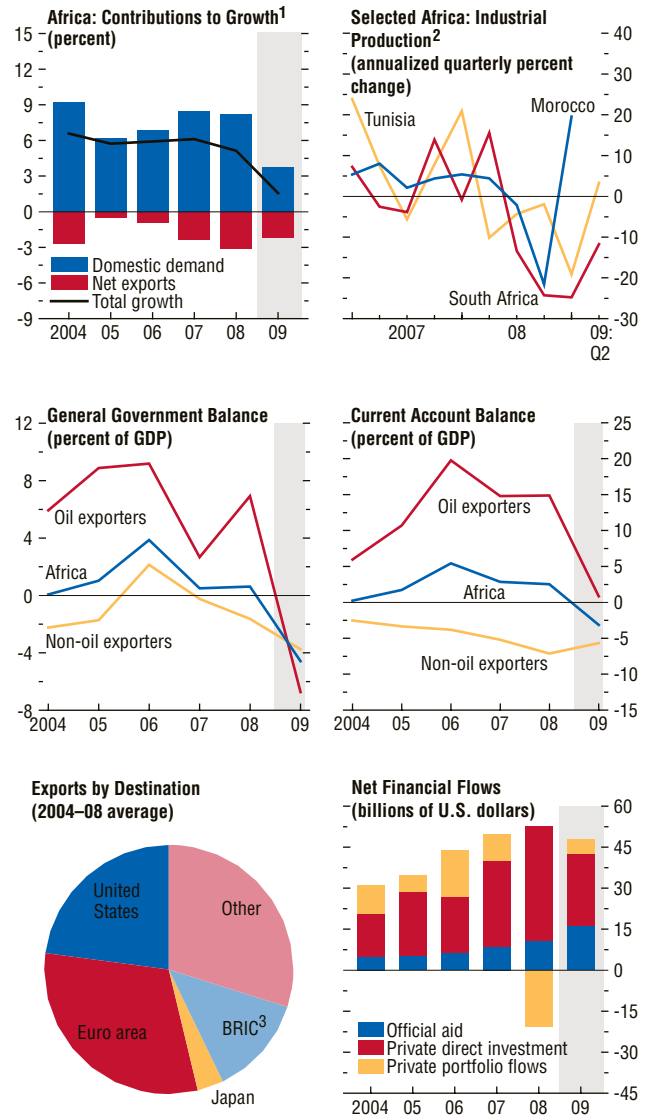 Africa: Contributions to Growth1
(percent)
15
12
9
6
3
0
-3
-6
-9
Domestic demand
Net exports
Total growth
2004 05 06 07 08 09
Selected Africa: Industrial
Production2
(annualized quarterly percent
change)
40
30
20
10
0
-10
-20
-30
Tunisia
Morocco
South Africa
2007 08 09:
Q2
General Government Balance
(percent of GDP)
12
8
4
0
-4
-8
Oil exporters
Africa
Non-oil exporters
2004 05 06 07 08 09
Current Account Balance
(percent of GDP)
25
20
15
10
5
0
-5
-10
-15
Oil exporters
Africa
Non-oil exporters
2004 05 06 07 08 09
Exports by Destination
(2004–08 average)
United
States
Other
Euro area
BRIC3
Japan
Net Financial Flows
(billions of U.S. dollars)
60
45
30
15
0
-15
-30
-45
Official aid
Private direct investment
Private portfolio flows
2004 05 06 07 08 09